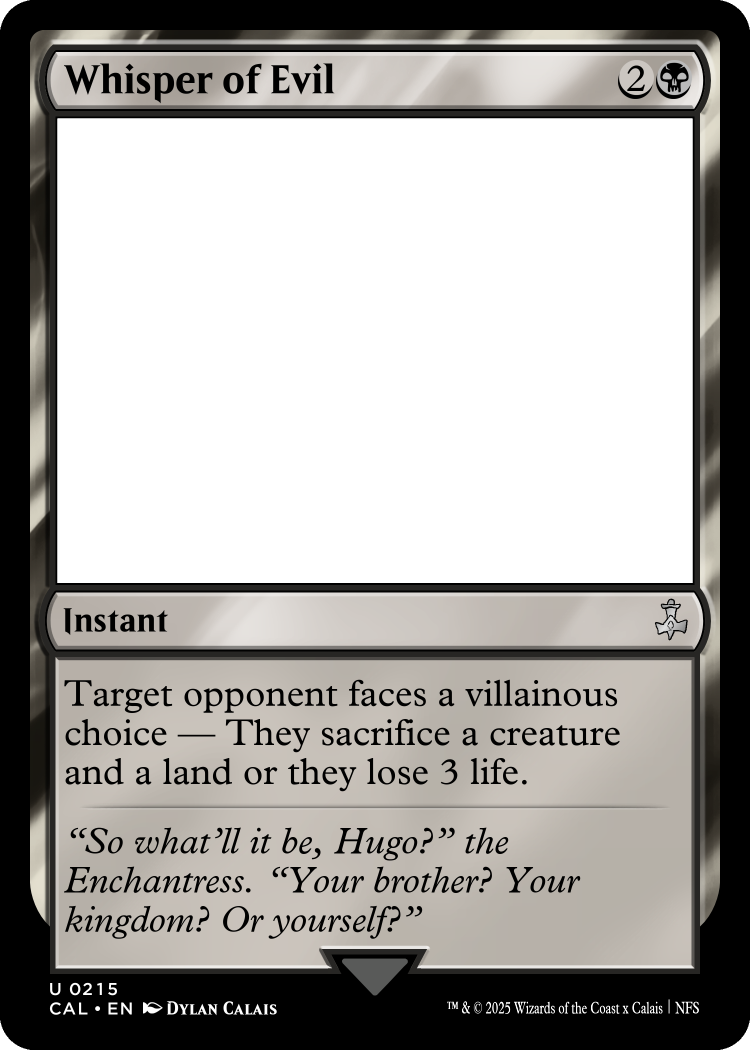 Whisper of Evil 2
Instant
Target opponent faces a villainous
choice — They sacrifice a creature
and a land or they lose 3 life.
“So what’ll it be, Hugo?” the
Enchantress. “Your brother? Your
kingdom? Or yourself?”
U 0215
CAL • EN Dylan Calais
™ & © 2025 Wizards of the Coast x Calais | NFS